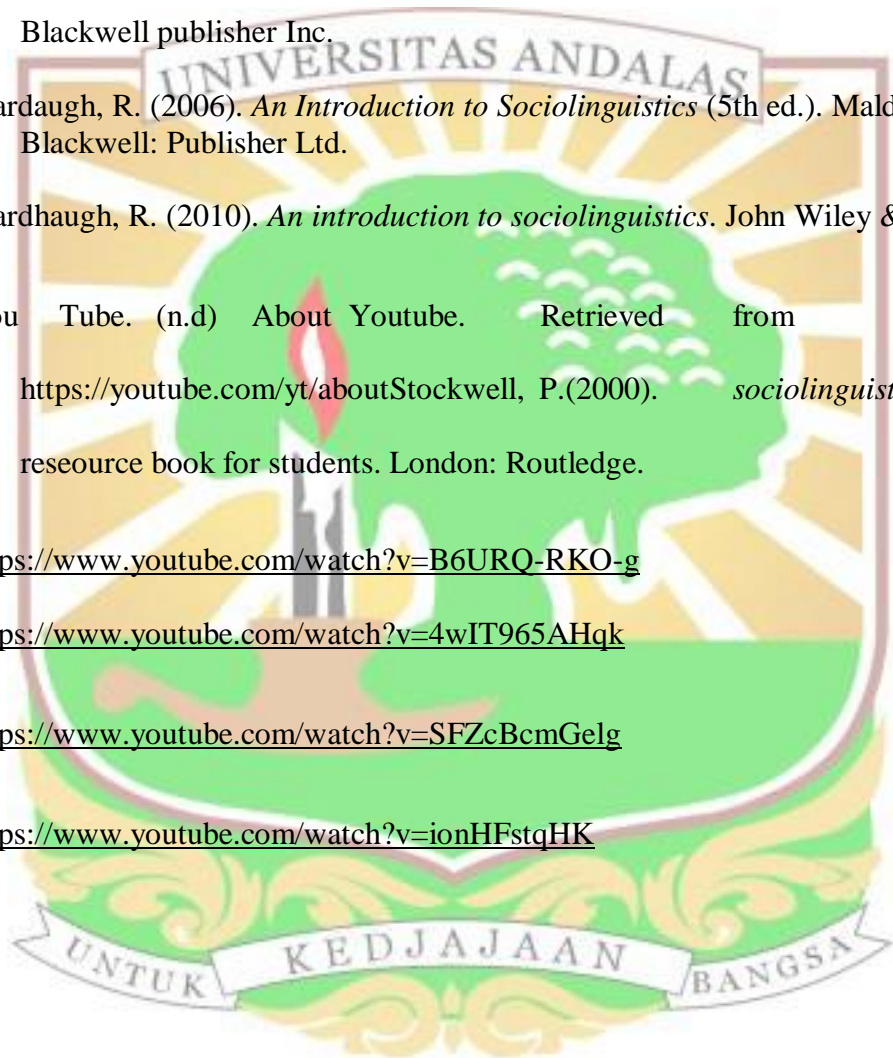 Blackwell publisher Inc.
UNIVERSITAS ANDALAS
ardaugh, R. (2006). An Introduction to Sociolinguistics (5th ed.). Mald
Blackwell: Publisher Ltd.
ardhaugh, R. (2010). An introduction to sociolinguistics. John Wiley &
ou Tube. (n.d) About Youtube. Retrieved from
https://youtube.com/yt/aboutStockwell, P.(2000). sociolinguist
reseource book for students. London: Routledge.
ps://www.youtube.com/watch?v=B6URQ-RKO-g
ps://www.youtube.com/watch?v=4wIT965AHqk
ps://www.youtube.com/watch?v=SFZcBcmGelg
ps://www.youtube.com/watch?v=ionHFstqHK
UNTUK KEDJAJAAN BANGSA